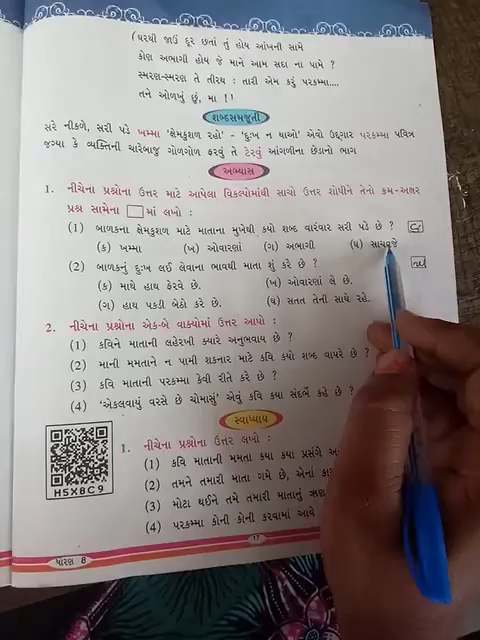 (ઘરથી જાઉં દૂર છતાં તું હોય આંખની સામે
કોણ અભાગી હોય જે માને આમ સદા ના પામે ?
સ્મરણ-સ્મરણ તે તીરથ : તારી એમ કરું પરકમ્મા....
તને ઓળખું છું, મા !!
શબ્દસમજૂતી
સરે નીકળે, સરી પડે ખમ્મા 'ક્ષેમકુશળ રહો' - 'દુઃખ ન થાઓ' એવો ઉદ્ગાર પરકમ્મા પવિત્ર
જગ્યા કે વ્યક્તિની ચારેબાજુ ગોળગોળ ફરવું તે ટેરવું આંગળીના છેડાનો ભાગ
અભ્યાસ
1. નીચેના પ્રશ્નોના ઉત્તર માટે આપેલા વિકલ્પોમાંથી સાચો ઉત્તર શોધીને તેનો ક્રમ-અક્ષર
પ્રશ્ન સામેના માં લખો :
(1) બાળકના ક્ષેમકુશળ માટે માતાના મુખેથી કયો શબ્દ વારંવાર સરી પડે છે ?
(ક) ખમ્મા (ખ) ઓવારણાં (ગ) અભાગી (ઘ) સાચવજે
(2) બાળકનું દુઃખ લઈ લેવાના ભાવથી માતા શું કરે છે ?
(ક) માથે હાથ ફેરવે છે. (ખ) ઓવારણાં લે છે.
(ગ) હાથ પકડી બેઠી કરે છે. (ઘ) સતત તેની સાથે રહે.
2. નીચેના પ્રશ્નોના એક-બે વાક્યોમાં ઉત્તર આપો :
(1) કવિને માતાની લહેરખી ક્યારે અનુભવાય છે ?
(2) માની મમતાને ન પામી શકનાર માટે કવિ કયો શબ્દ વાપરે છે ?
(3) કવિ માતાની પરકમ્મા કેવી રીતે કરે છે ?
(4) 'એકલવાયું વરસે છે ચોમાસું' એવું કવિ કયા સંદર્ભે કહે છે ?
સ્વાધ્યાય
1. નીચેના પ્રશ્નોના ઉત્તર લખો :
(1) કવિ માતાની મમતા કયા કયા પ્રસંગે
(2) તમને તમારી માતા ગમે છે, એનાં
(3) મોટા થઈને તમે તમારી માતાનું ઋણ
(4) પરકમ્મા કોની કોની કરવામાં આવે
H5X8C9
ધોરણ 8
17